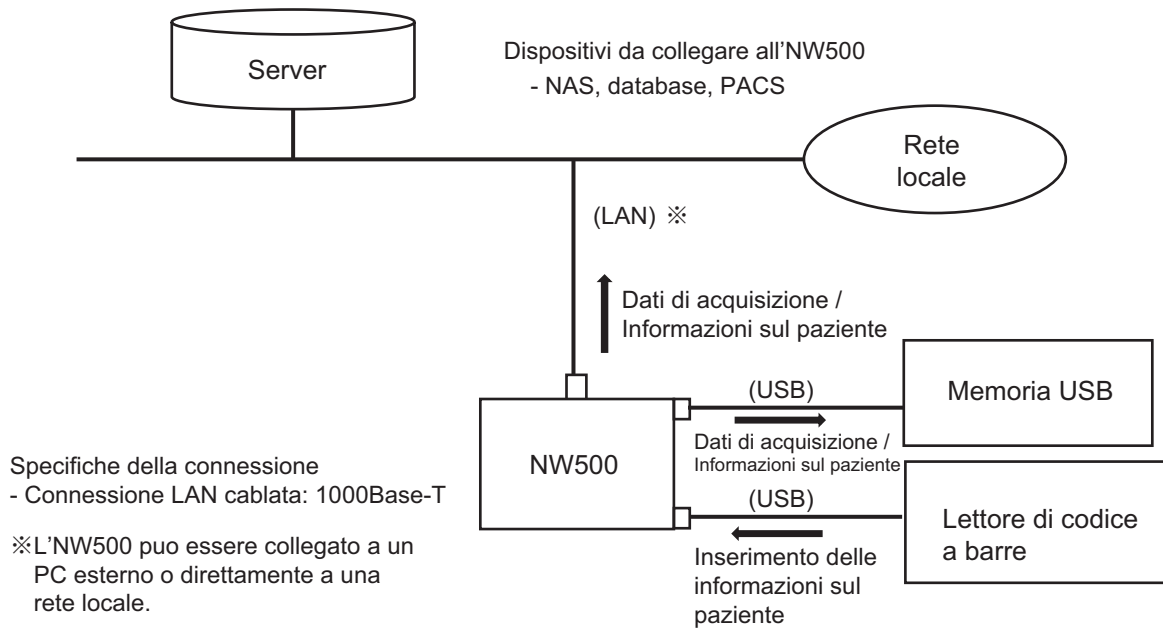 Server
Dispositivi da collegare all'NW500
- NAS, database, PACS
Rete
locale
(LAN) ※
Dati di acquisizione /
Informazioni sul paziente
(USB)
Memoria USB
Dati di acquisizione /
Informazioni sul paziente
NW500
Specifiche della connessione
- Connessione LAN cablata: 1000Base-T
(USB)
Lettore di codice
a barre
Inserimento delle
informazioni sul
paziente
※L'NW500 puo essere collegato a un
PC esterno o direttamente a una
rete locale.